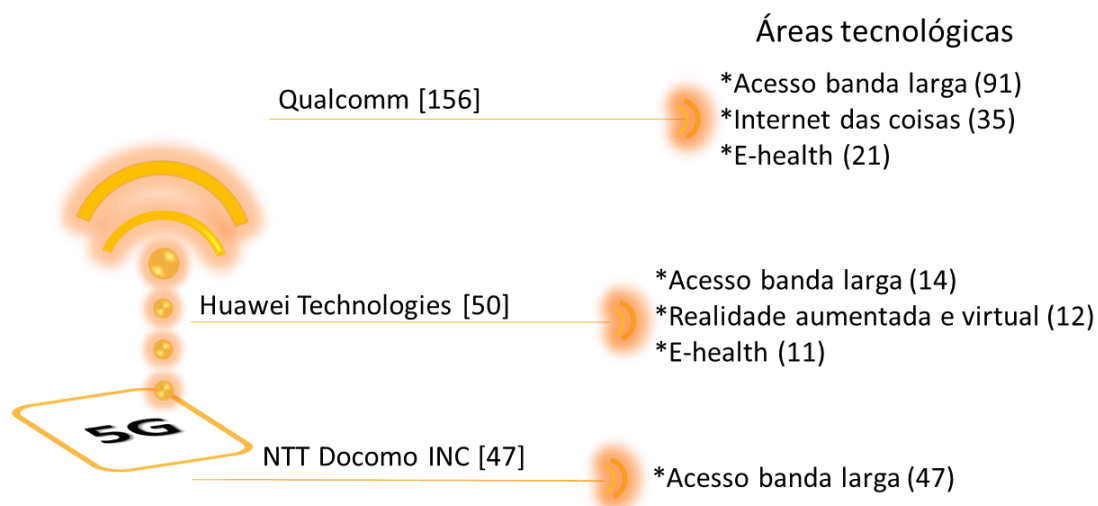 Áreas tecnológicas
Qualcomm [156]
*Acesso banda larga (91)
*Internet das coisas (35)
*E-health (21)
Huawei Technologies [50]
*Acesso banda larga (14)
*Realidade aumentada e virtual (12)
*E-health (11)
5G
NTT Docomo INC [47]
*Acesso banda larga (47)